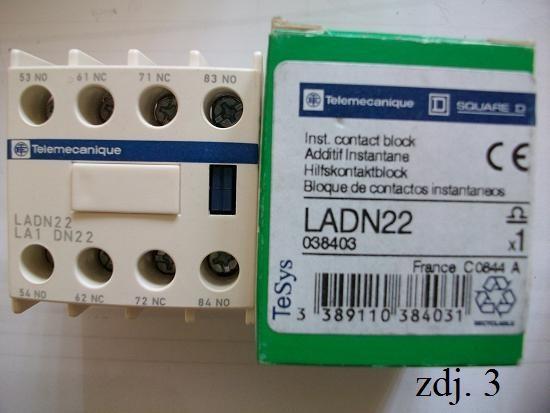 53 NO 61 NC 71 NC 83 NO
Telemecanique
LADN22
LA1 DN22
54 NO 62 NC 72 NC 84 NO
Telemecanique SQUARE D
Inst. contact block
Additif Instantane
Hilfskontaktblock
Bloque de contactos instantaneos
CE
LADN22
038403
x1
France C0844 A
TeSys
3 389110 384031
RECYCLABLE
zdj. 3